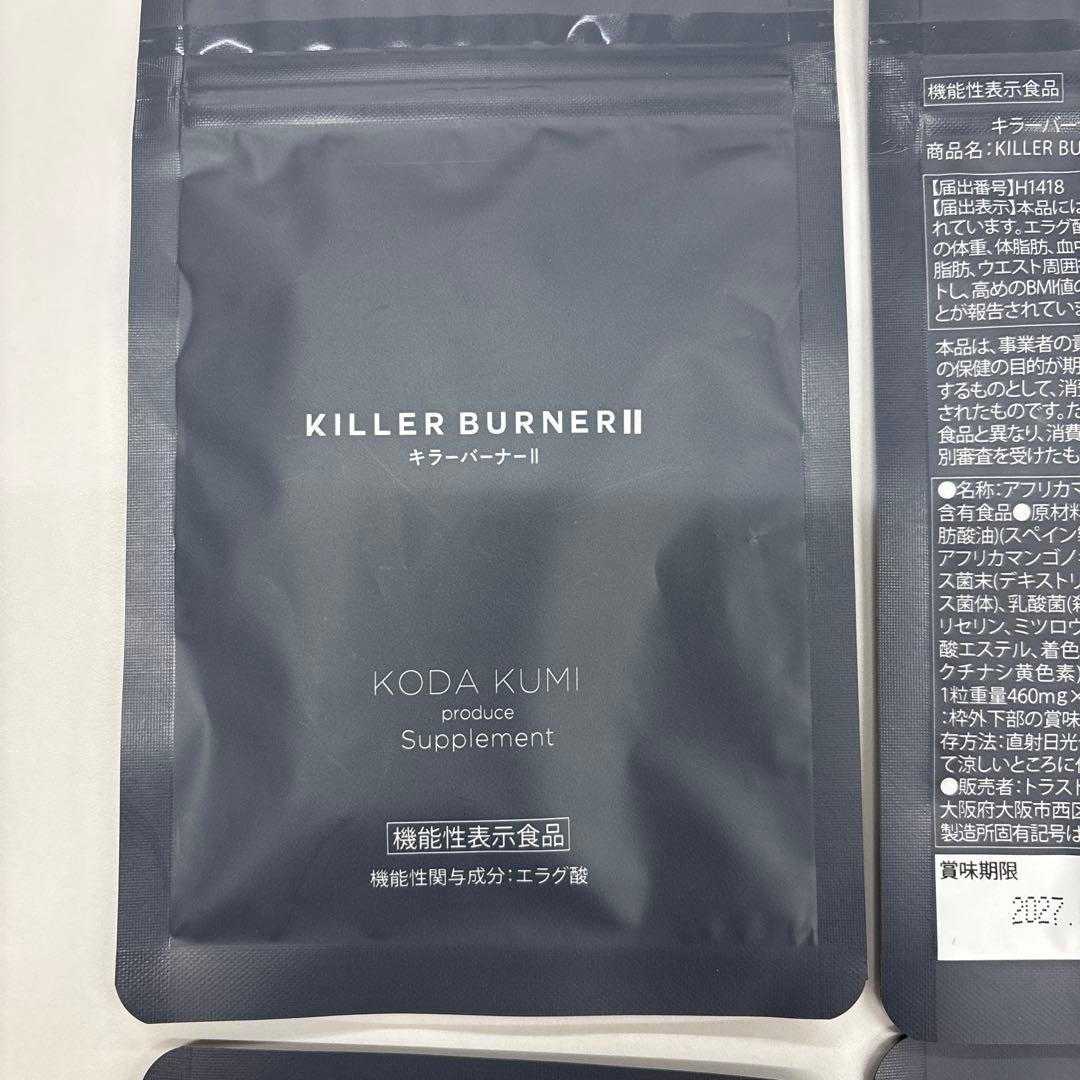 KILLER BURNERⅡ
キラーバーナーⅡ
KODA KUMI
produce
Supplement
機能性表示食品
機能性関与成分：エラグ酸
機能性表示食品
キラーバー
商品名：KILLER BU
【届出番号】H1418
【届出表示】本品には
れています。エラグ酸
の体重、体脂肪、血中
脂肪、ウエスト周囲
トし、高めのBMI値の
とが報告されていま
本品は、事業者の責
の保健の目的が期
するものとして、消費
されたものです。た
食品と異なり、消費
別審査を受けたも
●名称：アフリカマ
含有食品●原材料
肪酸油)(スペイン製
アフリカマンゴノ
ス菌末(デキストリ
ス菌体)、乳酸菌(殺
リセリン、ミツロウ
酸エステル、着色
クチナシ黄色素)
1粒重量460mg×
：枠外下部の賞味
存方法：直射日光
て涼しいところに
●販売者：トラスト
大阪府大阪市西区
製造所固有記号は
賞味期限
2027.